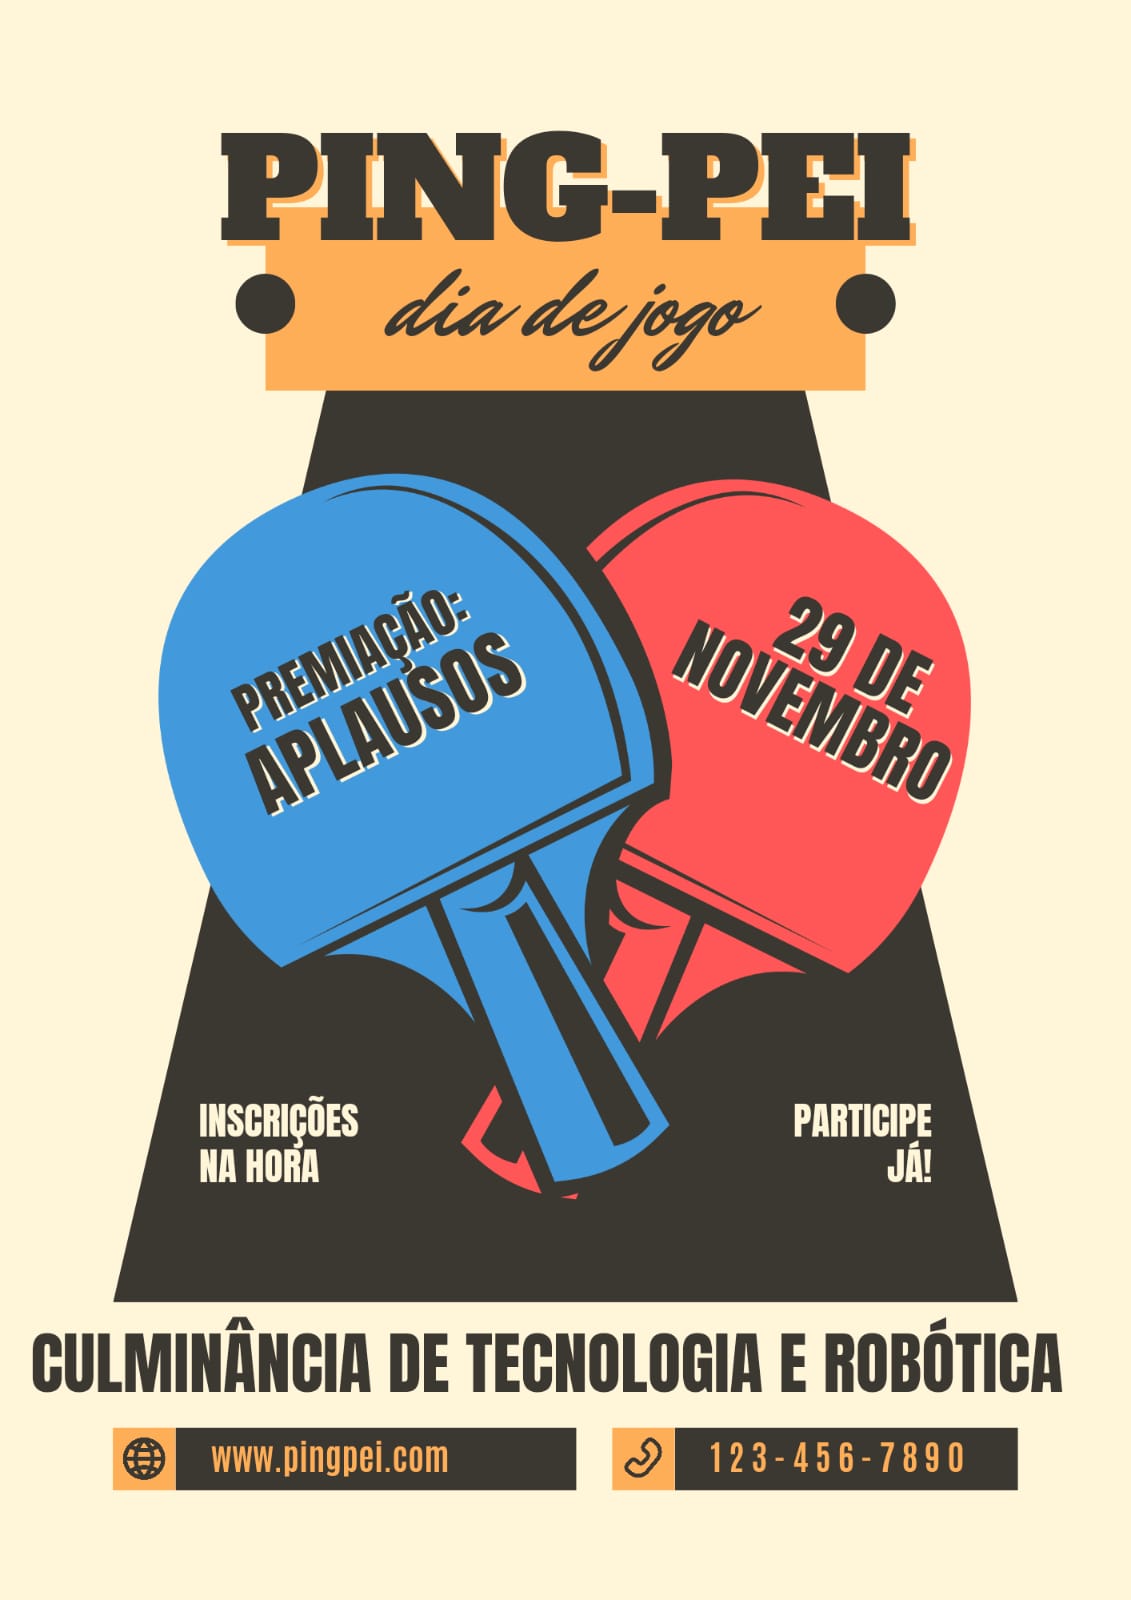 PING-PEI
dia de jogo
PREMIAÇÃO:
APLAUSOS
29 DE
NOVEMBRO
INSCRIÇÕES
NA HORA
PARTICIPE
JÁ!
CULMINÂNCIA DE TECNOLOGIA E ROBÓTICA
www.pingpei.com
123-456-7890